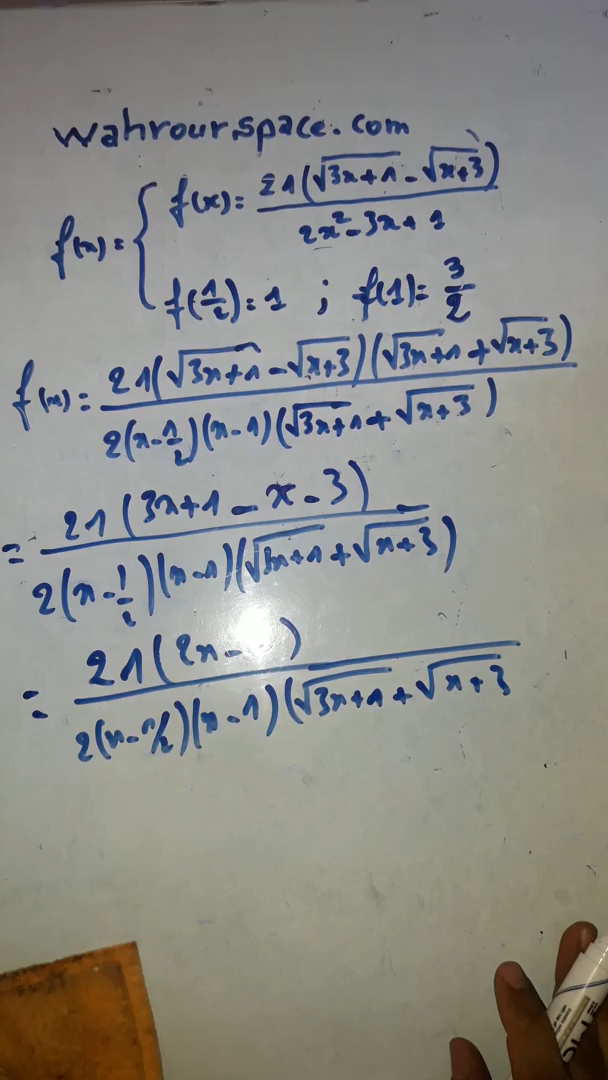 wahrour.space.com
f(x) = { f(x) = 21(√3x+1 - √x+3) / 2x² - 3x + 1
f(1/2) = 1 ; f(1) = 3/2
f(x) = 21(√3x+1 - √x+3)(√3x+1 + √x+3) / 2(x - 1/2)(x - 1)(√3x+1 + √x+3)
= 21(3x+1 - x - 3) / 2(x - 1/2)(x - 1)(√3x+1 + √x+3)
= 21(2x - ) / 2(x - 1/2)(x - 1)(√3x+1 + √x+3